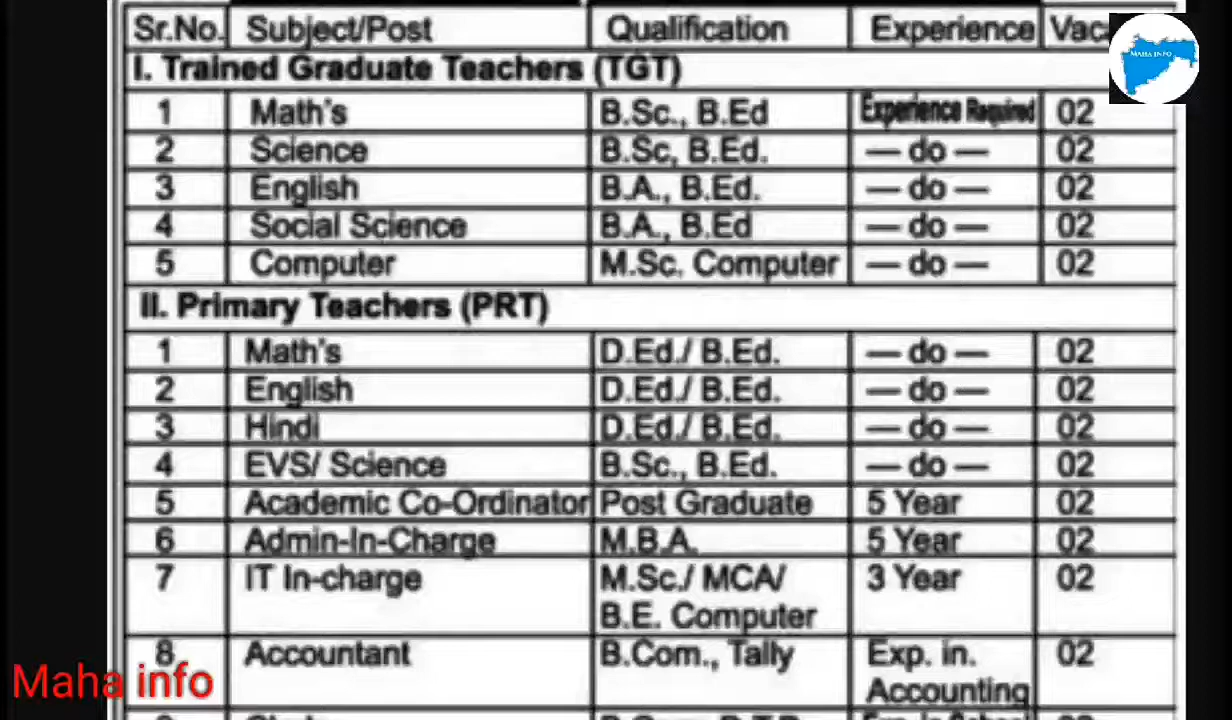 Sr.No. Subject/Post Qualification Experience Vac
MAHA INFO
I. Trained Graduate Teachers (TGT)
1 Math's B.Sc., B.Ed Experience Required 02
2 Science B.Sc, B.Ed. — do — 02
3 English B.A., B.Ed. — do — 02
4 Social Science B.A., B.Ed — do — 02
5 Computer M.Sc. Computer — do — 02
II. Primary Teachers (PRT)
1 Math's D.Ed./ B.Ed. — do — 02
2 English D.Ed./ B.Ed. — do — 02
3 Hindi D.Ed./ B.Ed. — do — 02
4 EVS/ Science B.Sc., B.Ed. — do — 02
5 Academic Co-Ordinator Post Graduate 5 Year 02
6 Admin-In-Charge M.B.A. 5 Year 02
7 IT In-charge M.Sc./ MCA/ 3 Year 02
B.E. Computer
8 Accountant B.Com., Tally Exp. in. 02
Accounting
Maha info